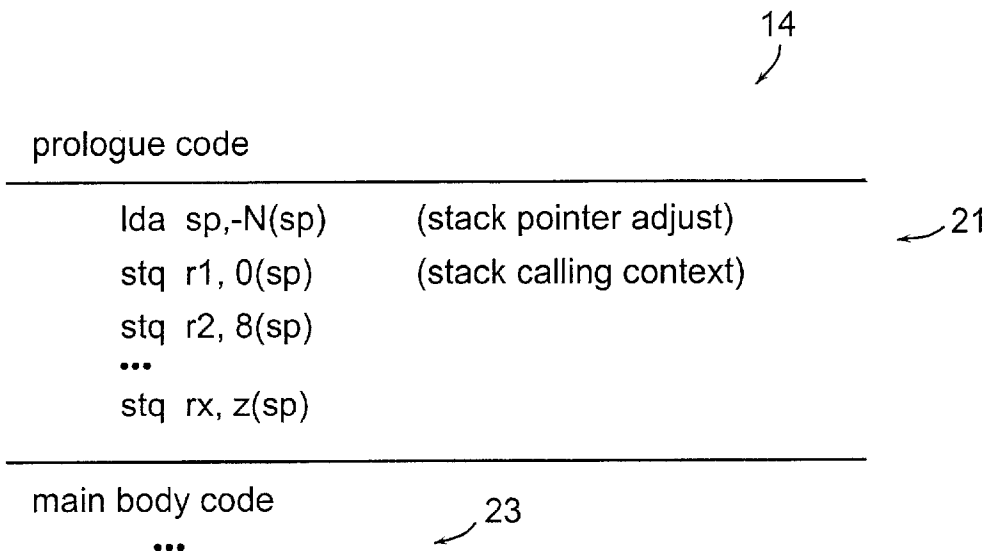 14
prologue code
lda sp,-N(sp) (stack pointer adjust) 21
stq r1, 0(sp) (stack calling context)
stq r2, 8(sp)
•••
stq rx, z(sp)
main body code 23
•••